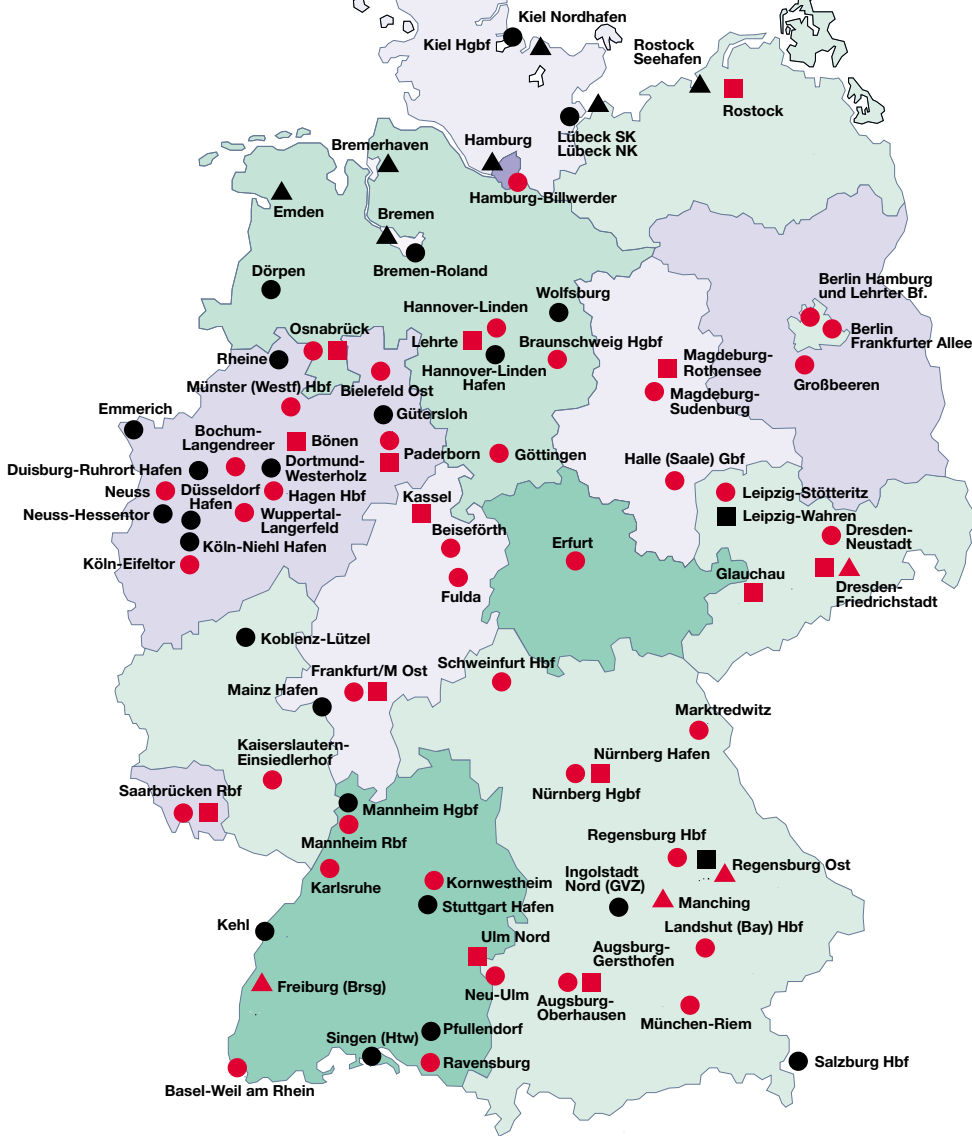 Kiel Nordhafen
Kiel Hgbf
Rostock
Seehafen
Rostock
Lübeck SK
Lübeck NK
Hamburg
Bremerhaven
Hamburg-Billwerder
Emden
Bremen
Bremen-Roland
Dörpen
Berlin Hamburg
und Lehrter Bf.
Wolfsburg
Hannover-Linden
Osnabrück
Berlin
Frankfurter Allee
Lehrte
Braunschweig Hgbf
Rheine
Hannover-Linden
Hafen
Magdeburg-
Rothensee
Großbeeren
Münster (Westf) Hbf
Bielefeld Ost
Magdeburg-
Sudenburg
Emmerich
Gütersloh
Bochum-
Langendreer
Bönen
Paderborn
Göttingen
Halle (Saale) Gbf
Duisburg-Ruhrort Hafen
Dortmund-
Westerholz
Neuss
Düsseldorf
Hafen
Hagen Hbf
Kassel
Leipzig-Stötteritz
Neuss-Hessentor
Wuppertal-
Langerfeld
Leipzig-Wahren
Beiseförth
Dresden-
Neustadt
Köln-Niehl Hafen
Erfurt
Köln-Eifeltor
Glauchau
Fulda
Dresden-
Friedrichstadt
Koblenz-Lützel
Schweinfurt Hbf
Frankfurt/M Ost
Mainz Hafen
Marktredwitz
Kaiserslautern-
Einsiedlerhof
Nürnberg Hafen
Saarbrücken Rbf
Nürnberg Hgbf
Mannheim Hgbf
Mannheim Rbf
Regensburg Hbf
Regensburg Ost
Karlsruhe
Kornwestheim
Ingolstadt
Nord (GVZ)
Stuttgart Hafen
Manching
Kehl
Landshut (Bay) Hbf
Ulm Nord
Augsburg-
Gersthofen
Freiburg (Brsg)
Neu-Ulm
Augsburg-
Oberhausen
München-Riem
Pfullendorf
Singen (Htw)
Ravensburg
Salzburg Hbf
Basel-Weil am Rhein